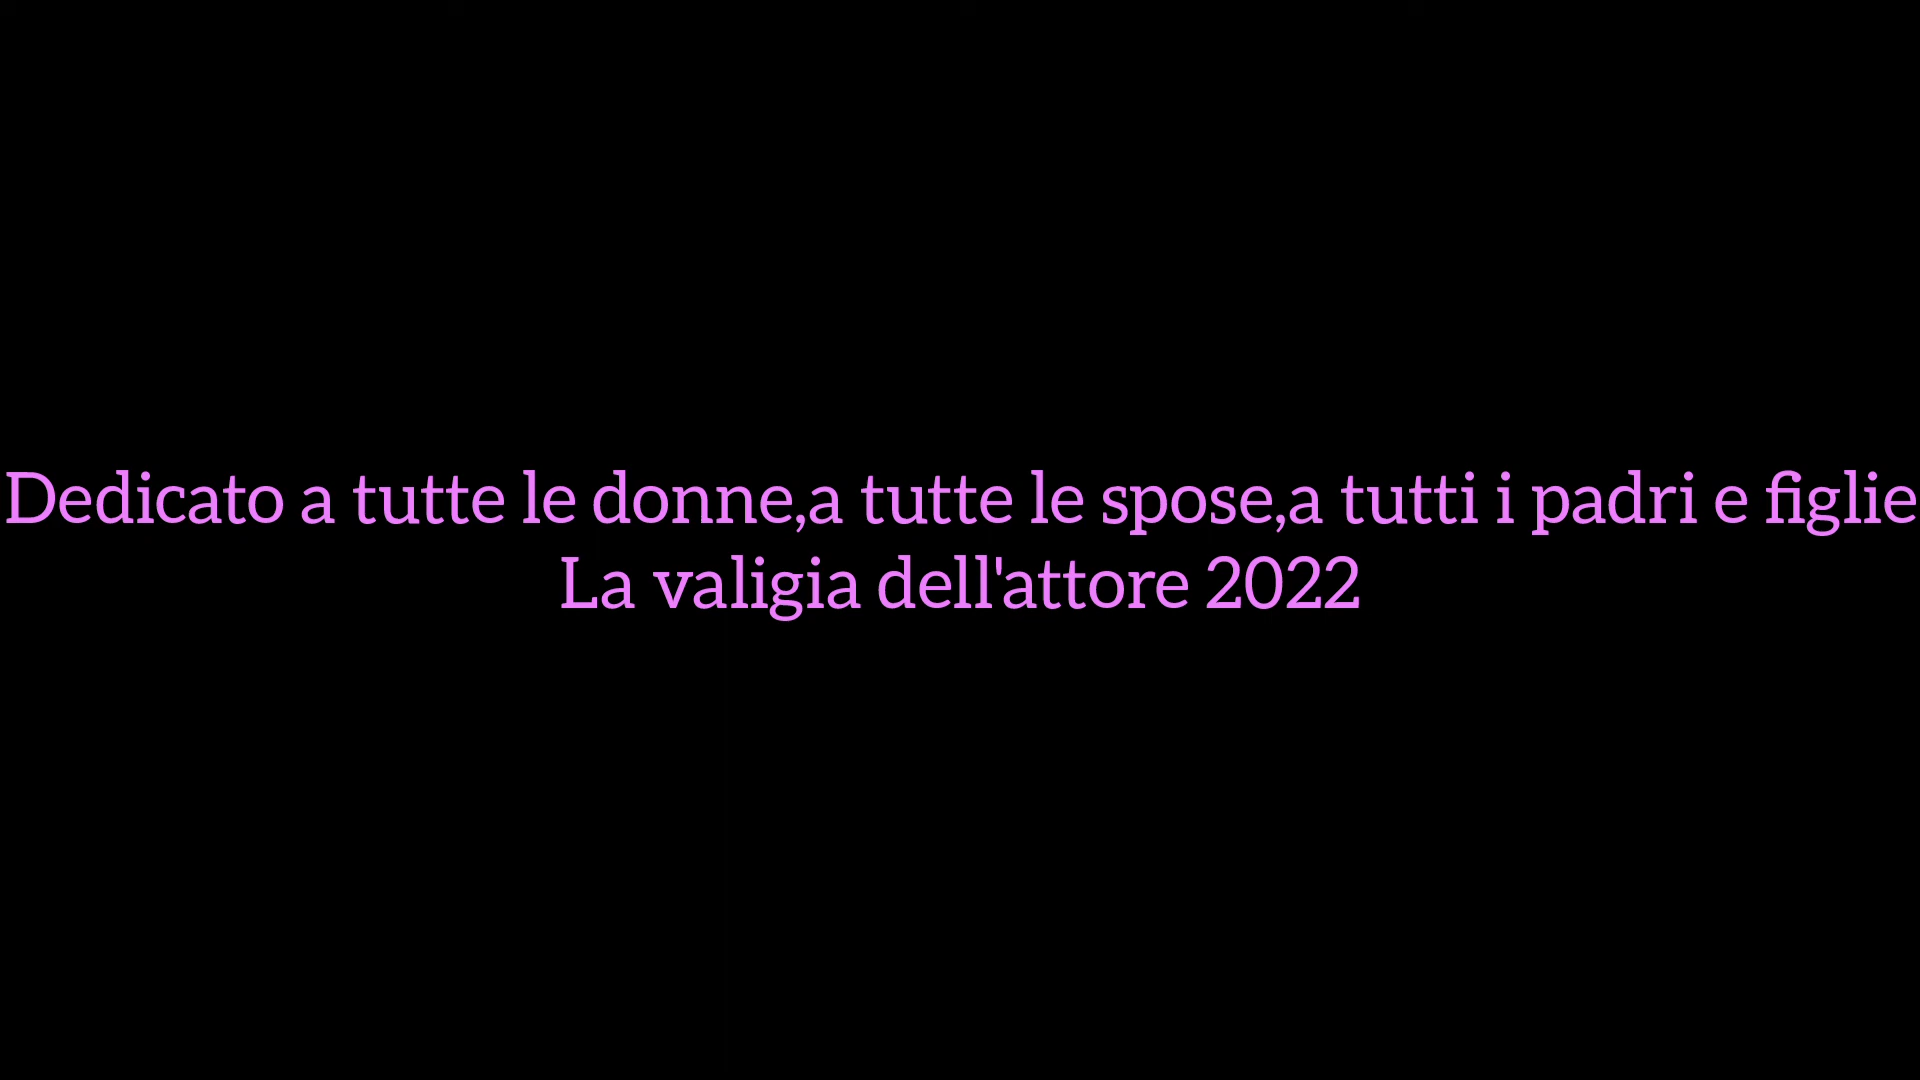 Dedicato a tutte le donne,a tutte le spose,a tutti i padri e figlie
La valigia dell'attore 2022